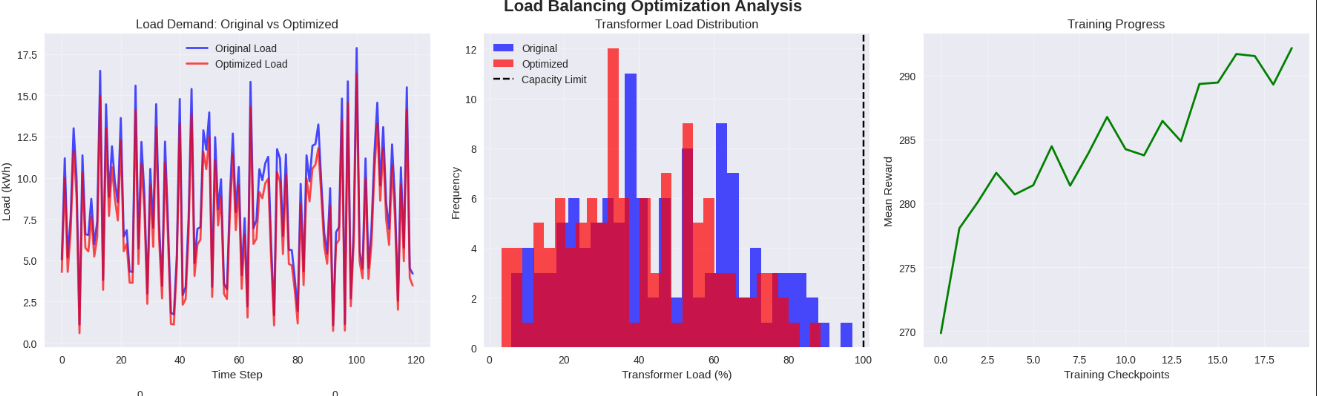 Load Balancing Optimization Analysis
Load Demand: Original vs Optimized
Original Load
Optimized Load
Load (kWh)
17.5
15.0
12.5
10.0
7.5
5.0
2.5
0.0
0 20 40 60 80 100 120
Time Step
0 0
Transformer Load Distribution
Original
Optimized
Capacity Limit
Frequency
12
10
8
6
4
2
0
0 20 40 60 80 100
Transformer Load (%)
Training Progress
Mean Reward
290
285
280
275
270
0.0 2.5 5.0 7.5 10.0 12.5 15.0 17.5
Training Checkpoints